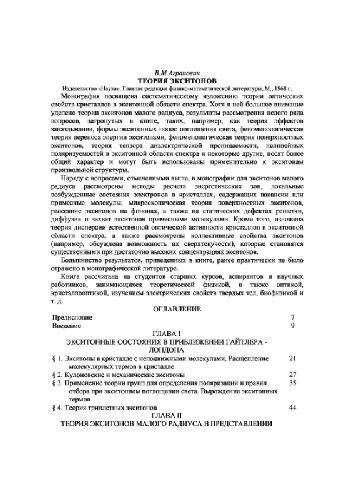 В.М.Агранович
ТЕОРИЯ ЭКСИТОНОВ
Издательство «Наука», Главная редакция физико-математической литературы, М., 1968 г.
Монография посвящена систематическому изложению теории оптических
свойств кристаллов в экситонной области спектра. Хотя в ней большое внимание
уделено теории экситонов малого радиуса, результаты рассмотрения целого ряда
вопросов, затронутых в книге, таких, например, как теория эффектов
запаздывания, формы экситонных полос поглощения света, феноменологическая
теория переноса энергии экситонами, феноменологическая теория поверхностных
экситонов, теория тензора диэлектрической проницаемости, нелинейных
поляризуемостей в экситонной области спектра и некоторые другие, носят более
общий характер и могут быть использованы применительно к экситонам
произвольной структуры.
Наряду с вопросами, отмеченными выше, в монографии для экситонов малого
радиуса рассмотрены методы расчета энергетических зон, локальные
возбужденные состояния электронов в кристаллах, содержащих вакансии или
примесные молекулы, микроскопическая теория поверхностных экситонов,
рассеяние экситонов на фононах, а также на статических дефектах решетки,
диффузия и захват экситонов примесными молекулами. Кроме того, изложена
теория дисперсии естественной оптической активности кристаллов в экситонной
области спектра, а также рассмотрены коллективные свойства экситонов
(например, обсуждена возможность их сверхтекучести), которые становятся
существенными при достаточно высоких концентрациях экситонов.
Большинство результатов, приведенных в книге, ранее практически не было
отражено в монографической литературе.
Книга рассчитана на студентов старших курсов, аспирантов и научных
работников, занимающихся теоретической физикой, а также оптикой,
кристаллооптикой, изучением электрических свойств твердых тел, биофизикой и
т. д.
ОГЛАВЛЕНИЕ
Предисловие 7
Введение 9
ГЛАВА I
ЭКСИТОННЫЕ СОСТОЯНИЯ В ПРИБЛИЖЕНИИ ГАЙТЛЕРА -
ЛОНДОНА
§ 1. Экситоны в кристалле с неподвижными молекулами. Расщепление 21
молекулярных термов в кристалле
§ 2. Кулоновские и механические экситоны 27
§ 3. Применение теории групп для определения поляризации и правил 35
отбора при экситонном поглощении света. Вырождение экситонных
термов
§ 4. Теория триплетных экситонов 44
ГЛАВА II
ТЕОРИЯ ЭКСИТОНОВ МАЛОГО РАДИУСА В ПРЕДСТАВЛЕНИИ